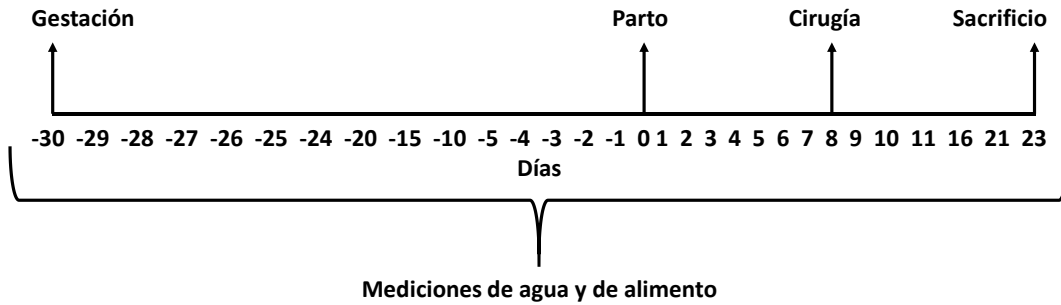 Gestación Parto Cirugía Sacrificio
-30 -29 -28 -27 -26 -25 -24 -20 -15 -10 -5 -4 -3 -2 -1 0 1 2 3 4 5 6 7 8 9 10 11 16 21 23
Días
Mediciones de agua y de alimento